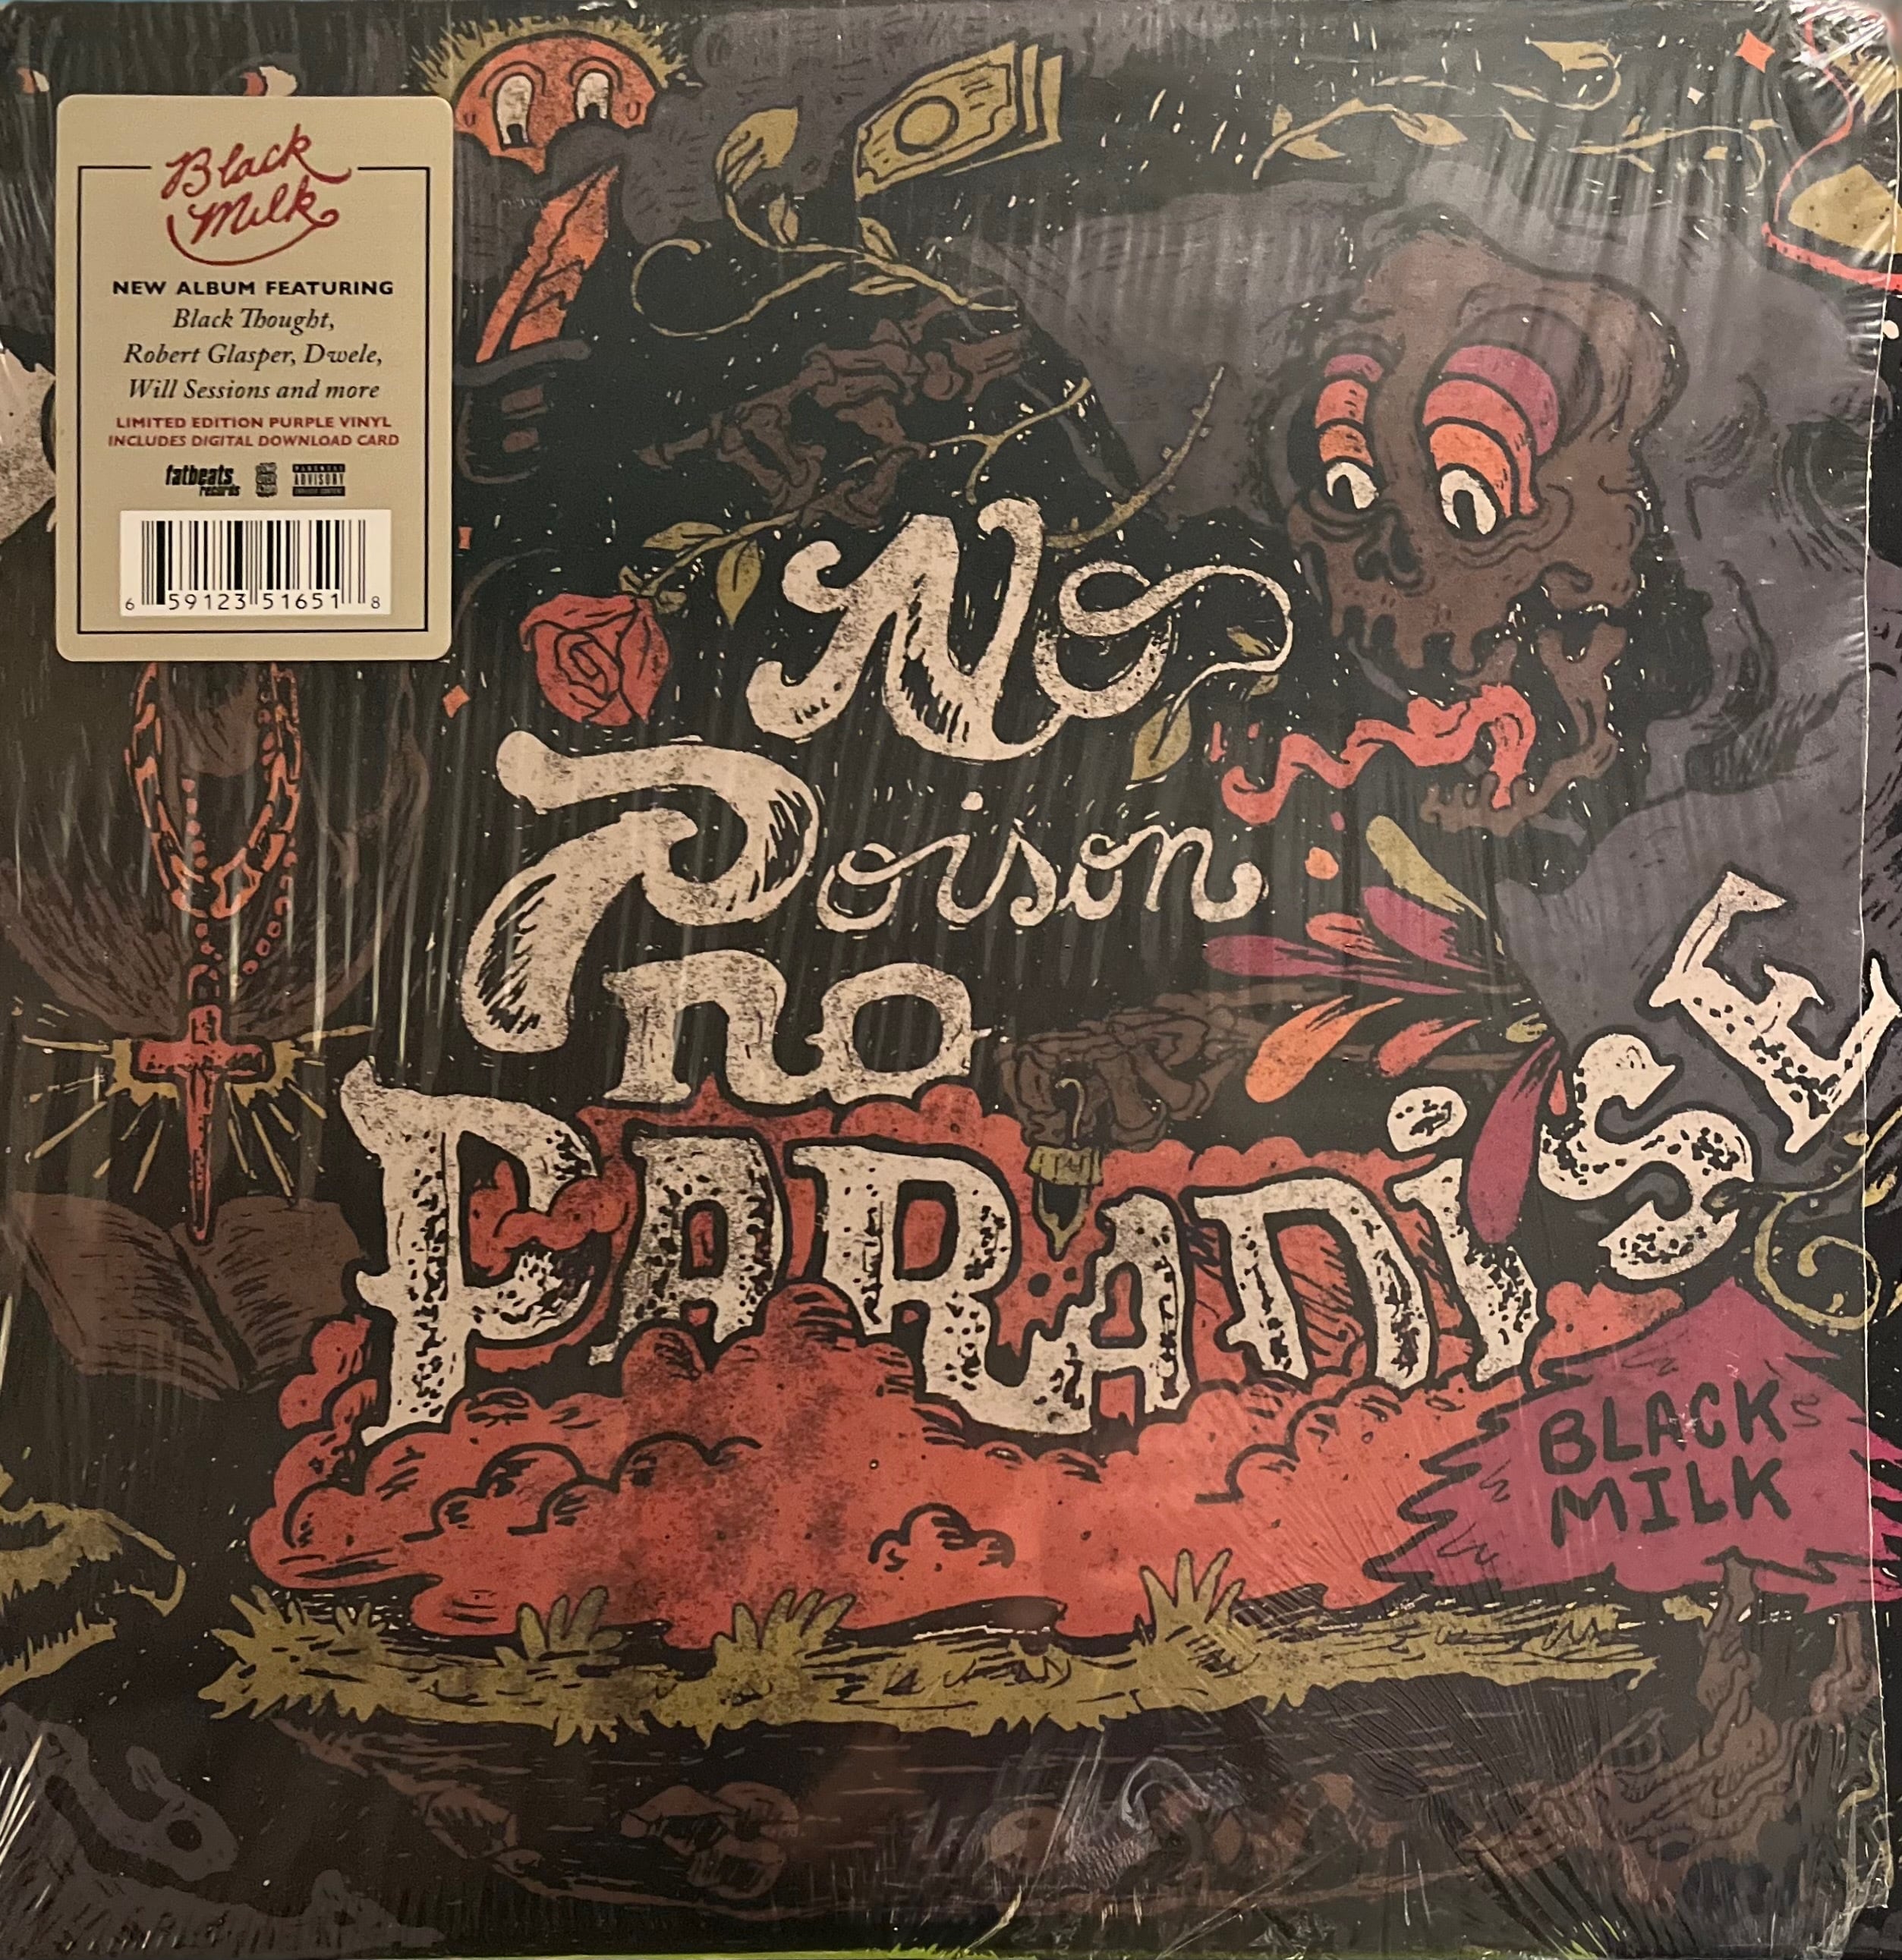 Black
Milk
NEW ALBUM FEATURING
Black Thought,
Robert Glasper, Dwele,
Will Sessions and more
LIMITED EDITION PURPLE VINYL
INCLUDES DIGITAL DOWNLOAD CARD
fatbeats
records
ADVISORY
6 59123 51651 8
No
Poison
no
PARADiSE
BLACK
MILK